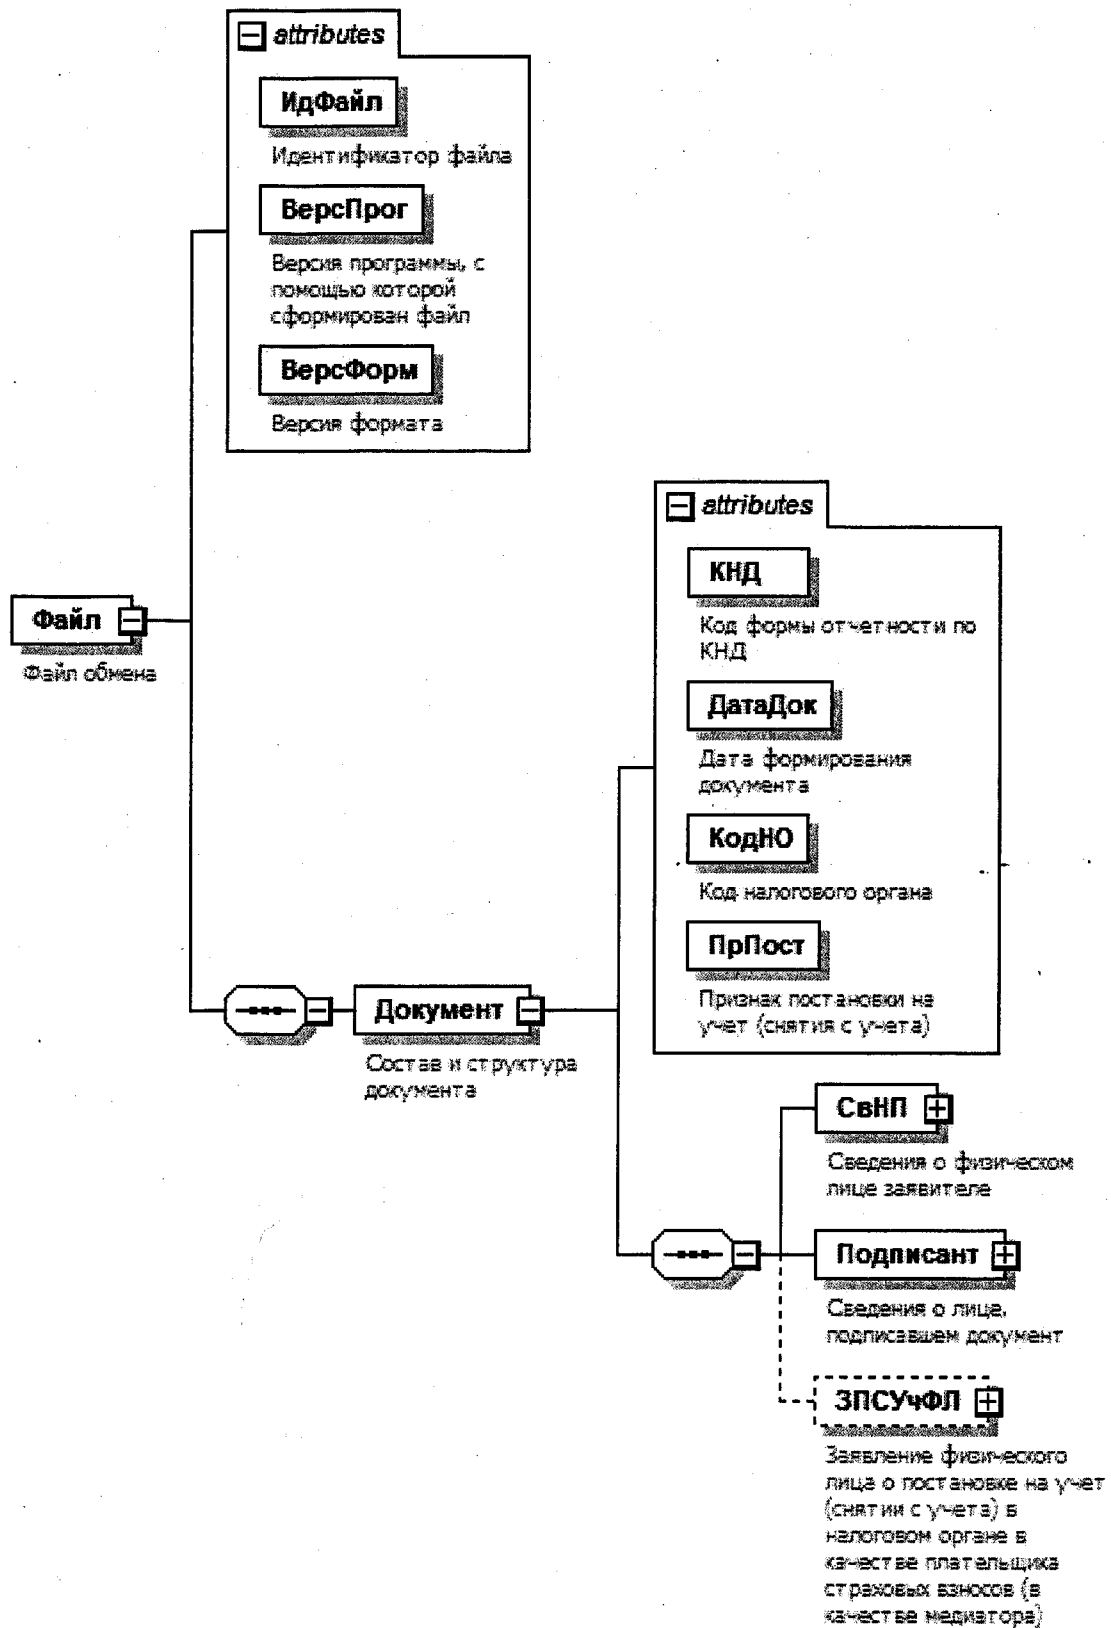 attributes
ИдФайл
Идентификатор файла
ВерсПрог
Версия программы, с
помощью которой
сформирован файл
ВерсФорм
Версия формата
Файл
Файл обмена
attributes
КНД
Код формы отчетности по
КНД
ДатаДок
Дата формирования
документа
КодНО
Код налогового органа
ПрПост
Признак постановки на
учет (снятия с учета)
Документ
Состав и структура
документа
СвНП
Сведения о физическом
лице заявителе
Подписант
Сведения о лице,
подписавшем документ
ЗПСУчФЛ
Заявление физического
лица о постановке на учет
(снятии с учета) в
налоговом органе в
качестве плательщика
страховых взносов (в
качестве медиатора)